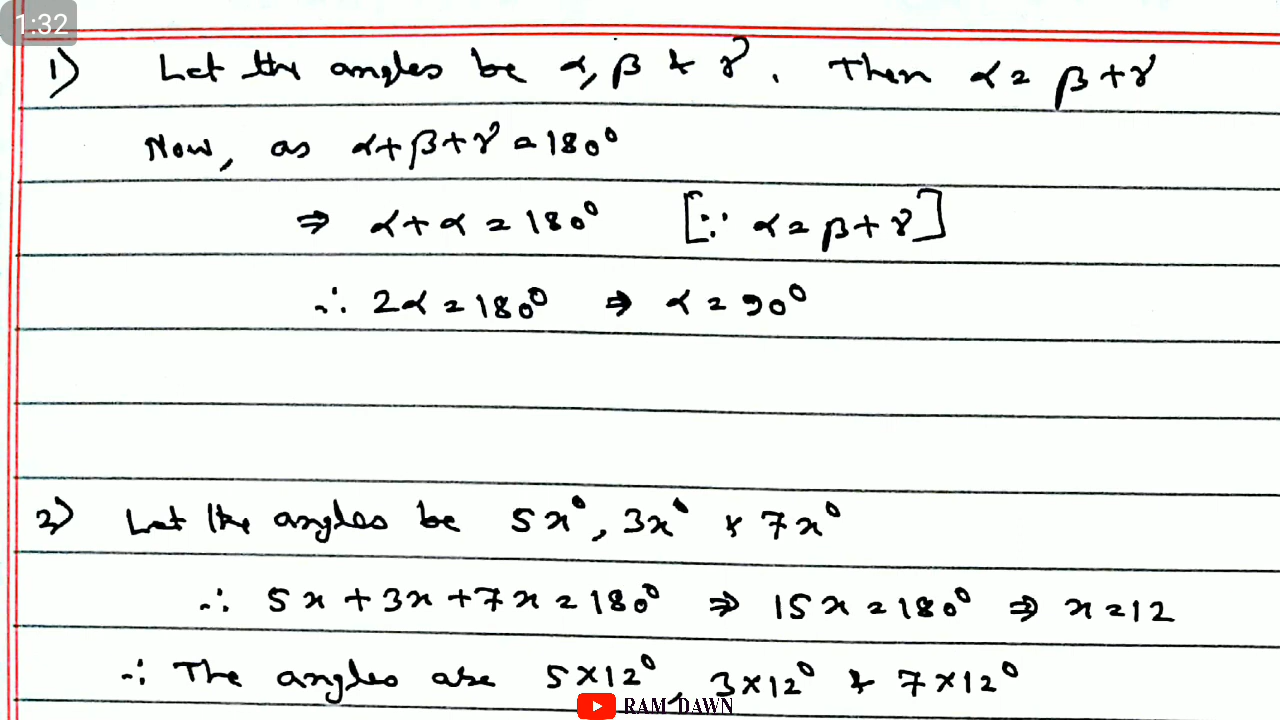 1:32
1) Let the angles be α, β & γ. Then α = β + γ
Now, as α + β + γ = 180°
⇒ α + α = 180° [∵ α = β + γ]
∴ 2α = 180° ⇒ α = 90°
2) Let the angles be 5x°, 3x° & 7x°
∴ 5x + 3x + 7x = 180° ⇒ 15x = 180° ⇒ x = 12
∴ The angles are 5×12°, 3×12° & 7×12°
RAM DAWN